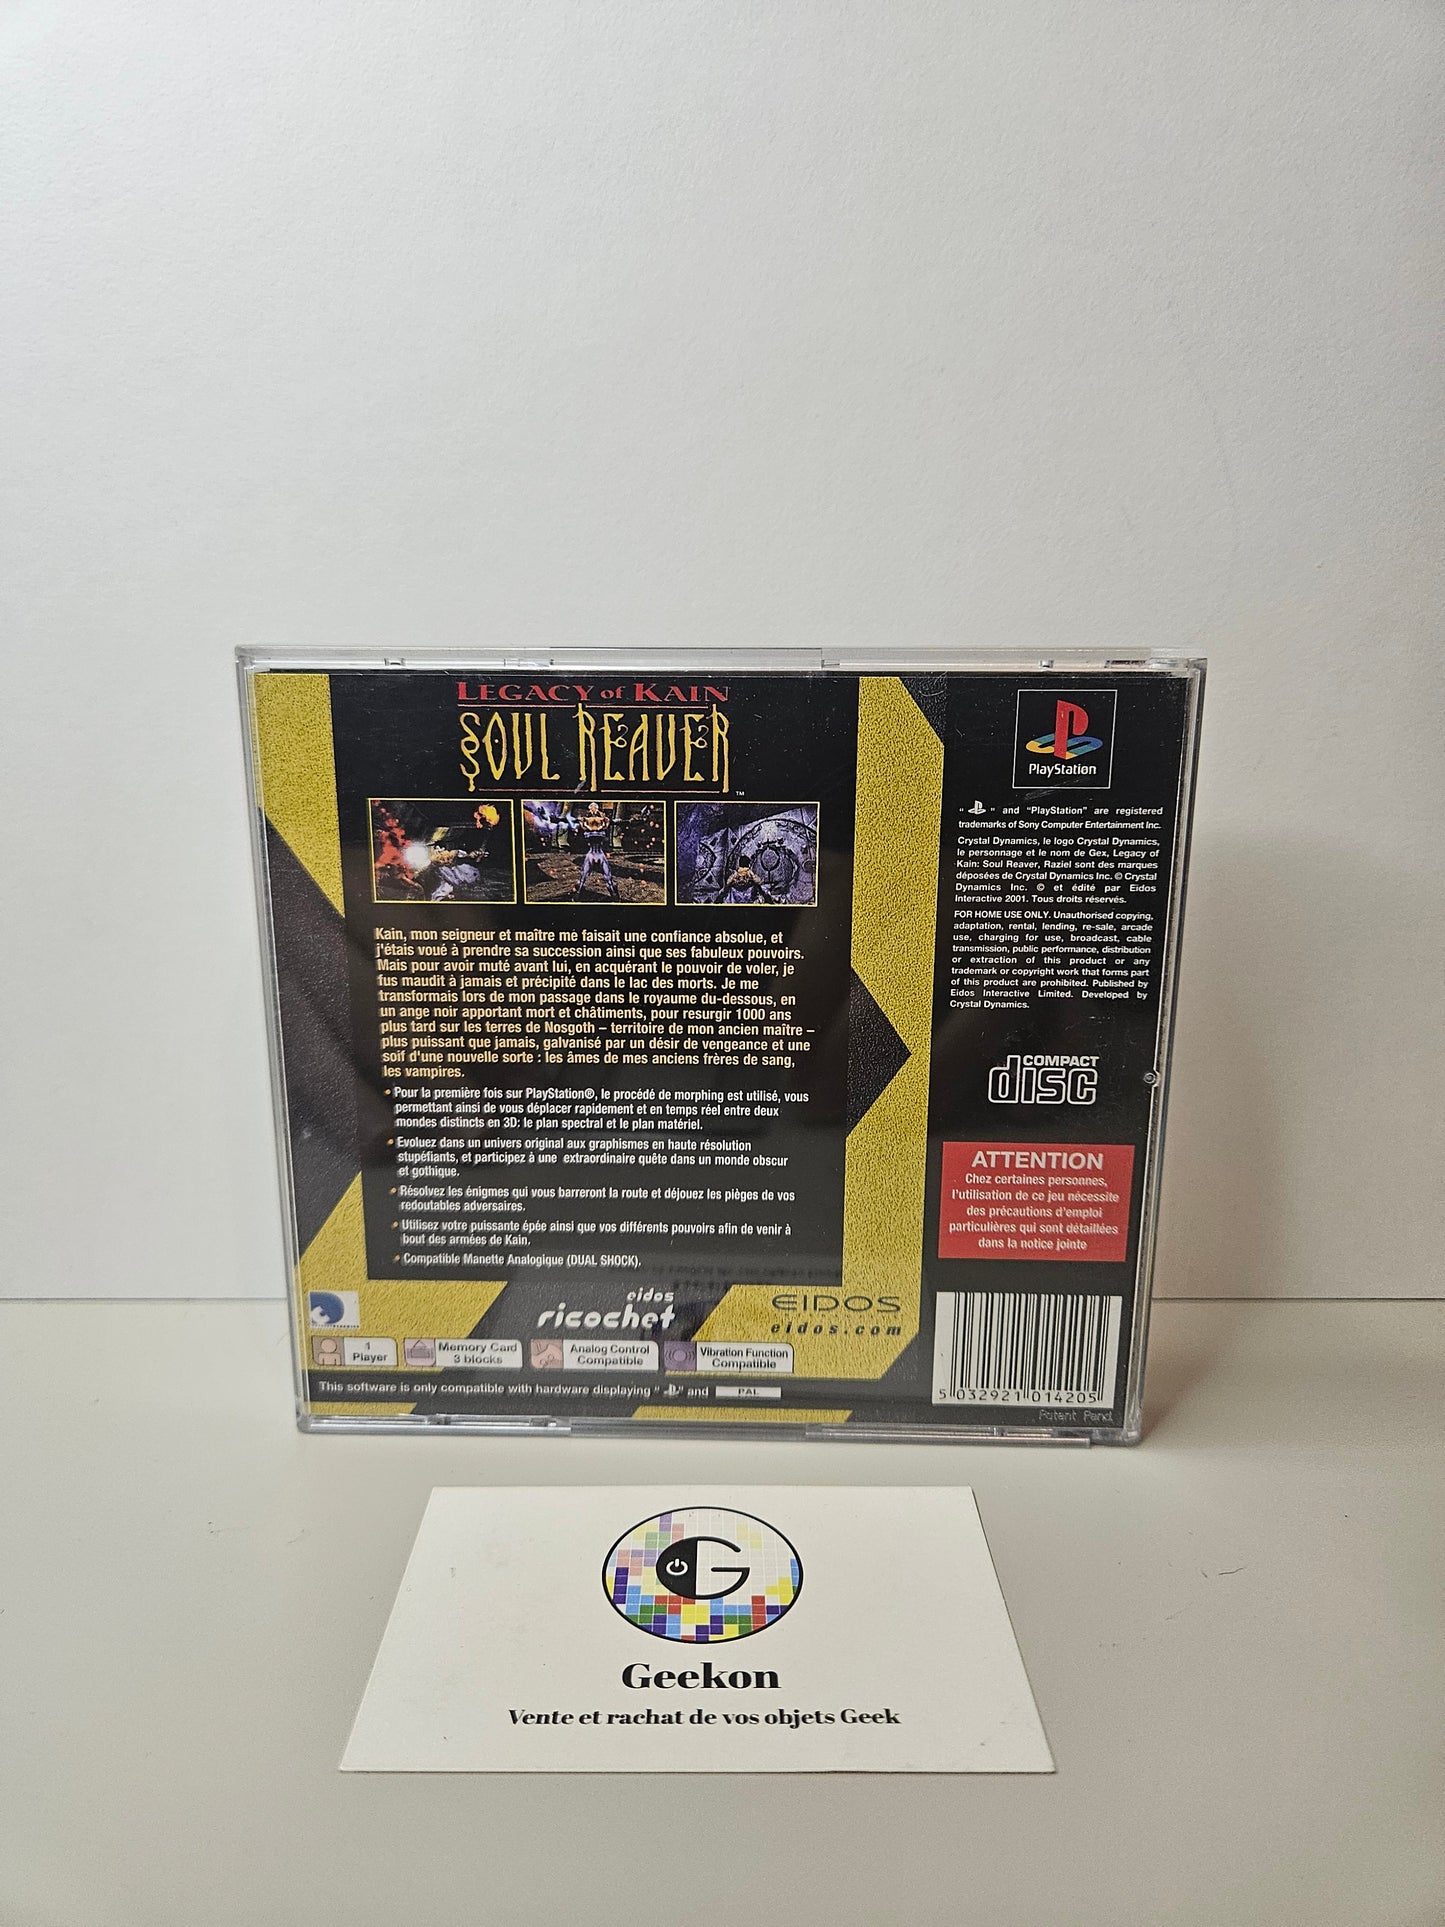 LEGACY OF KAIN
SOUL REAVER
™
Kain, mon seigneur et maître me faisait une confiance absolue, et
j'étais voué à prendre sa succession ainsi que ses fabuleux pouvoirs.
Mais pour avoir muté avant lui, en acquérant le pouvoir de voler, je
fus maudit à jamais et précipité dans le lac des morts. Je me
transformais lors de mon passage dans le royaume du-dessous, en
un ange noir apportant mort et châtiments, pour resurgir 1000 ans
plus tard sur les terres de Nosgoth – territoire de mon ancien maître –
plus puissant que jamais, galvanisé par un désir de vengeance et une
soif d'une nouvelle sorte : les âmes de mes anciens frères de sang,
les vampires.
• Pour la première fois sur PlayStation®, le procédé de morphing est utilisé, vous
permettant ainsi de vous déplacer rapidement et en temps réel entre deux
mondes distincts en 3D: le plan spectral et le plan matériel.
• Evoluez dans un univers original aux graphismes en haute résolution
stupéfiants, et participez à une extraordinaire quête dans un monde obscur
et gothique.
• Résolvez les énigmes qui vous barreront la route et déjouez les pièges de vos
redoutables adversaires.
• Utilisez votre puissante épée ainsi que vos différents pouvoirs afin de venir à
bout des armées de Kain.
• Compatible Manette Analogique (DUAL SHOCK).
eidos
ricochet
EIDOS
eidos.com
1
Player
Memory Card
3 blocks
Analog Control
Compatible
Vibration Function
Compatible
This software is only compatible with hardware displaying " " and PAL
PlayStation
" " and "PlayStation" are registered
trademarks of Sony Computer Entertainment Inc.
Crystal Dynamics, le logo Crystal Dynamics,
le personnage et le nom de Gex, Legacy of
Kain: Soul Reaver, Raziel sont des marques
déposées de Crystal Dynamics Inc. © Crystal
Dynamics Inc. © et édité par Eidos
Interactive 2001. Tous droits réservés.
FOR HOME USE ONLY. Unauthorised copying,
adaptation, rental, lending, re-sale, arcade
use, charging for use, broadcast, cable
transmission, public performance, distribution
or extraction of this product or any
trademark or copyright work that forms part
of this product are prohibited. Published by
Eidos Interactive Limited. Developed by
Crystal Dynamics.
COMPACT
disc
ATTENTION
Chez certaines personnes,
l'utilisation de ce jeu nécessite
des précautions d'emploi
particulières qui sont détaillées
dans la notice jointe
5 032921 014205
Patent Pend.
G
Geekon
Vente et rachat de vos objets Geek